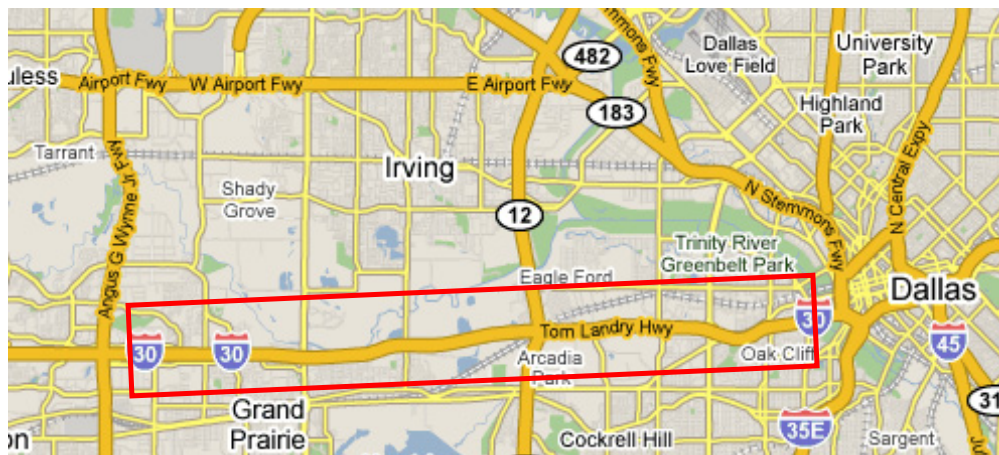 482
Dallas
Love Field
University
Park
uless
Airport Fwy
W Airport Fwy
E Airport Fwy
mmons Fwy
183
Highland
Park
Tarrant
Irving
N Central Expy
Shady
Grove
Angus G Wynne Jr Fwy
12
N Stemmons Fwy
Trinity River
Greenbelt Park
Eagle Ford
Dallas
30
30
30
Tom Landry Hwy
45
Arcadia
Park
Oak Cliff
Grand
Prairie
31
35E
on
Cockrell Hill
Sargent